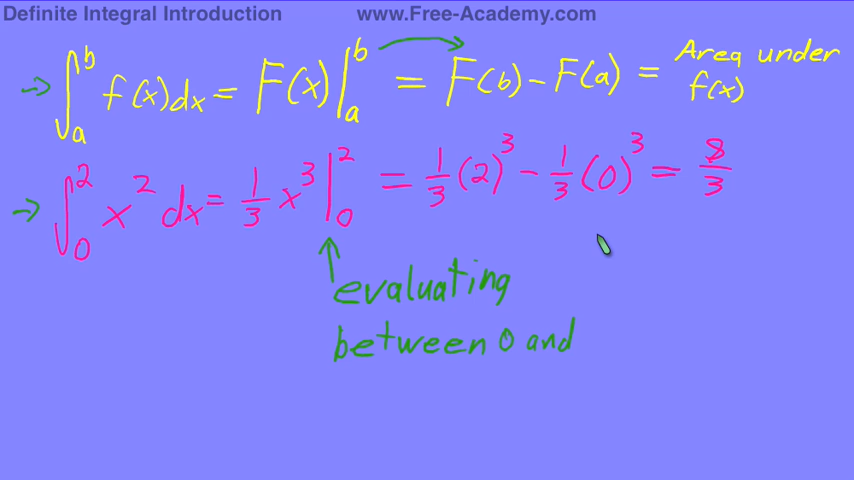 Definite Integral Introduction www.Free-Academy.com
→ ∫_a^b f(x)dx = F(x)|_a^b = F(b) - F(a) = Area under f(x)
→ ∫_0^2 x^2 dx = 1/3 x^3 |_0^2 = 1/3 (2)^3 - 1/3 (0)^3 = 8/3
evaluating
between 0 and